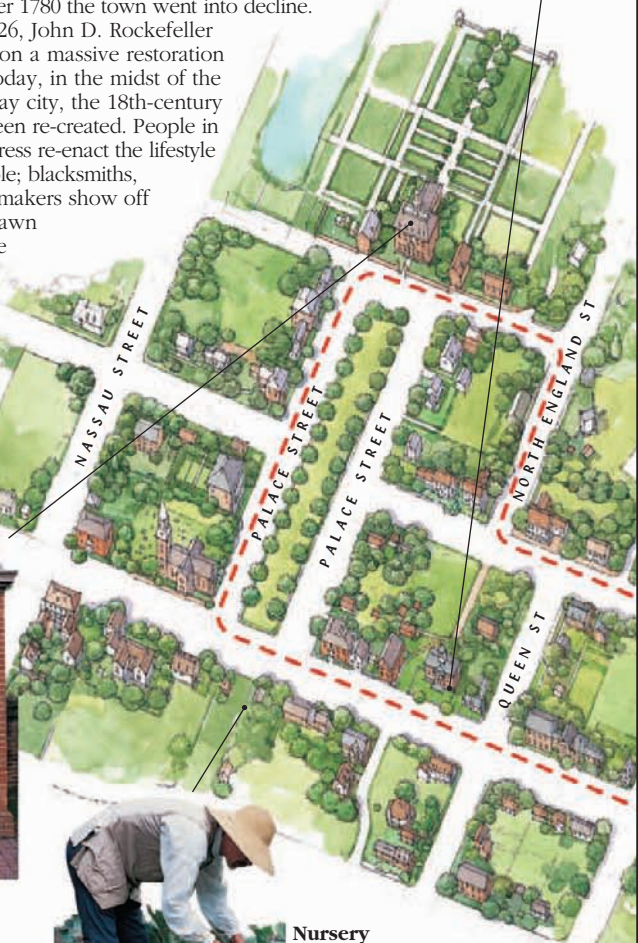 er 1780 the town went into decline.
26, John D. Rockefeller
on a massive restoration
oday, in the midst of the
ay city, the 18th-century
een re-created. People in
ress re-enact the lifestyle
le; blacksmiths,
makers show off
awn
e
NASSAU STREET
PALACE STREET
PALACE STREET
NORTH ENGLAND ST
QUEEN ST
Nursery